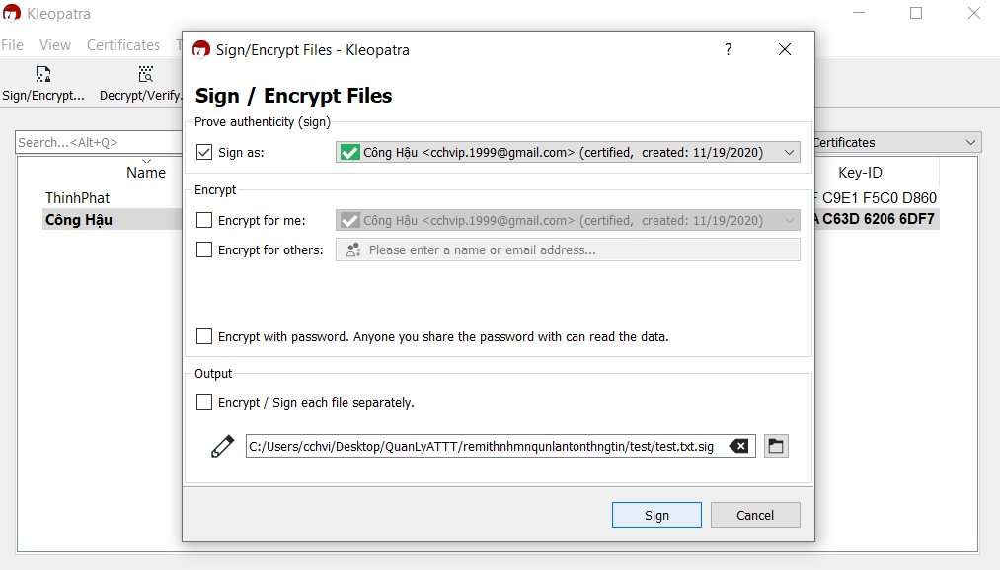 Kleopatra
File View Certificates T
Sign/Encrypt... Decrypt/Verify.
Search...<Alt+Q>
Certificates
Name
Key-ID
ThinhPhat
F C9E1 F5C0 D860
Công Hậu
A C63D 6206 6DF7
Sign/Encrypt Files - Kleopatra
?
Sign / Encrypt Files
Prove authenticity (sign)
Sign as:
Công Hậu <cchvip.1999@gmail.com> (certified, created: 11/19/2020)
Encrypt
Encrypt for me:
Công Hậu <cchvip.1999@gmail.com> (certified, created: 11/19/2020)
Encrypt for others:
Please enter a name or email address...
Encrypt with password. Anyone you share the password with can read the data.
Output
Encrypt / Sign each file separately.
C:/Users/cchvi/Desktop/QuanLyATTT/remithnhmnqunlantonthngtin/test/test.txt.sig
Sign
Cancel